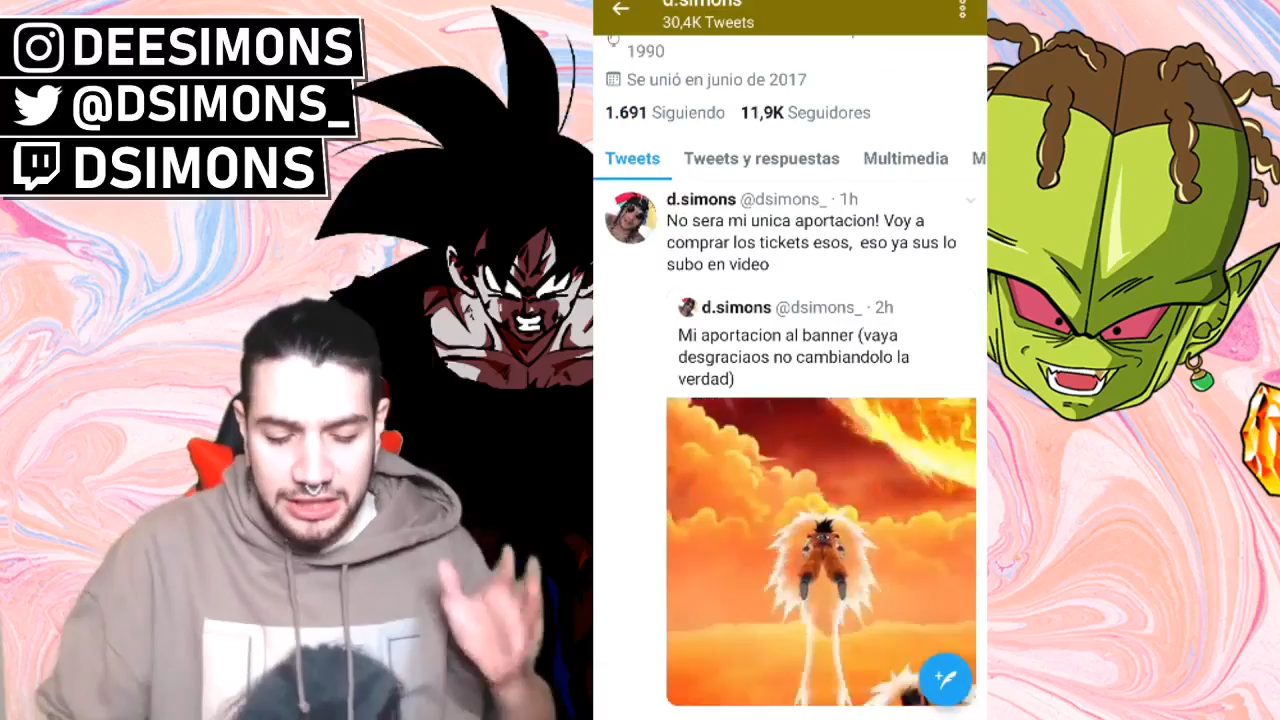 DEESIMONS
@DSIMONS_
DSIMONS
d.simons
30,4K Tweets
1990
Se unió en junio de 2017
1.691 Siguiendo 11,9K Seguidores
Tweets Tweets y respuestas Multimedia M
d.simons @dsimons_ · 1h
No sera mi unica aportacion! Voy a
comprar los tickets esos, eso ya sus lo
subo en video
d.simons @dsimons_ · 2h
Mi aportacion al banner (vaya
desgraciaos no cambiandolo la
verdad)